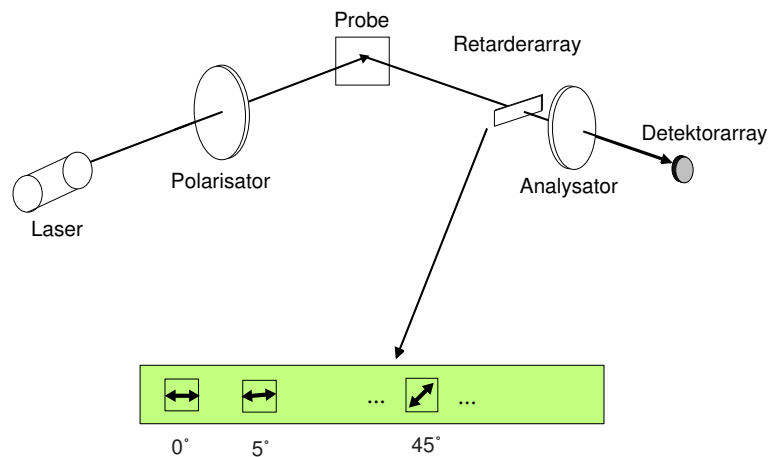 Probe
Retarderarray
Detektorarray
Polarisator
Analysator
Laser
... ...
0°
5°
45°